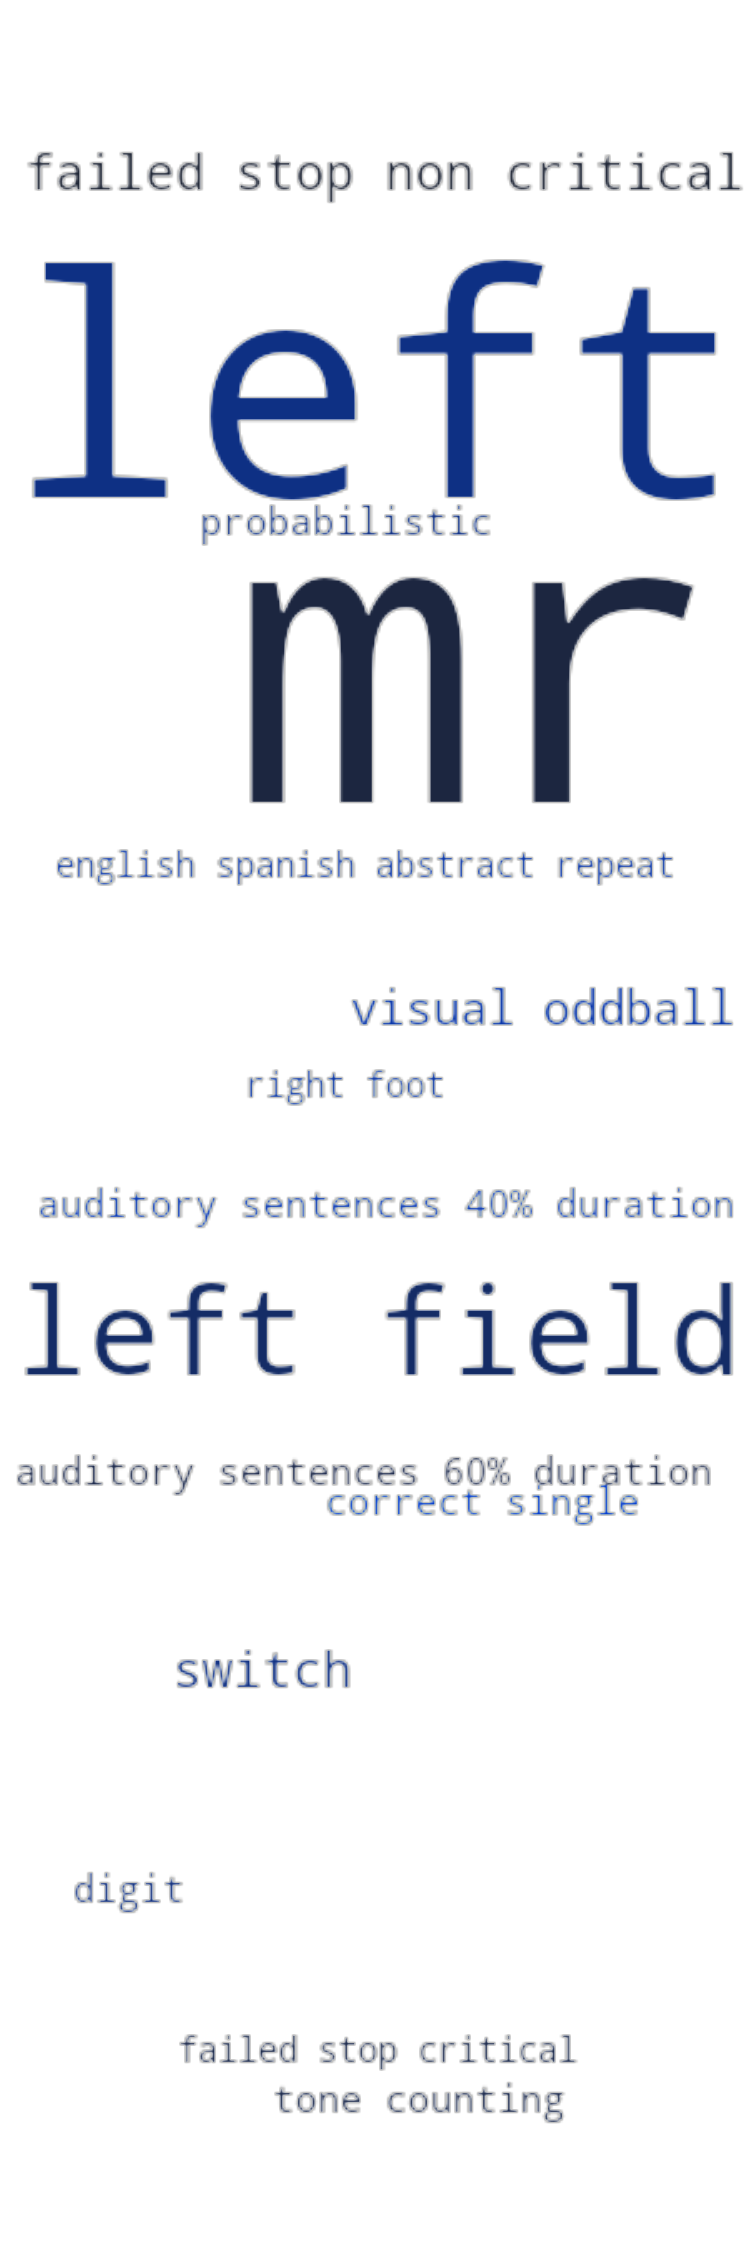 failed stop non critical
left
probabilistic
mr
english spanish abstract repeat
visual oddball
right foot
auditory sentences 40% duration
left field
auditory sentences 60% duration
correct single
switch
digit
failed stop critical
tone counting